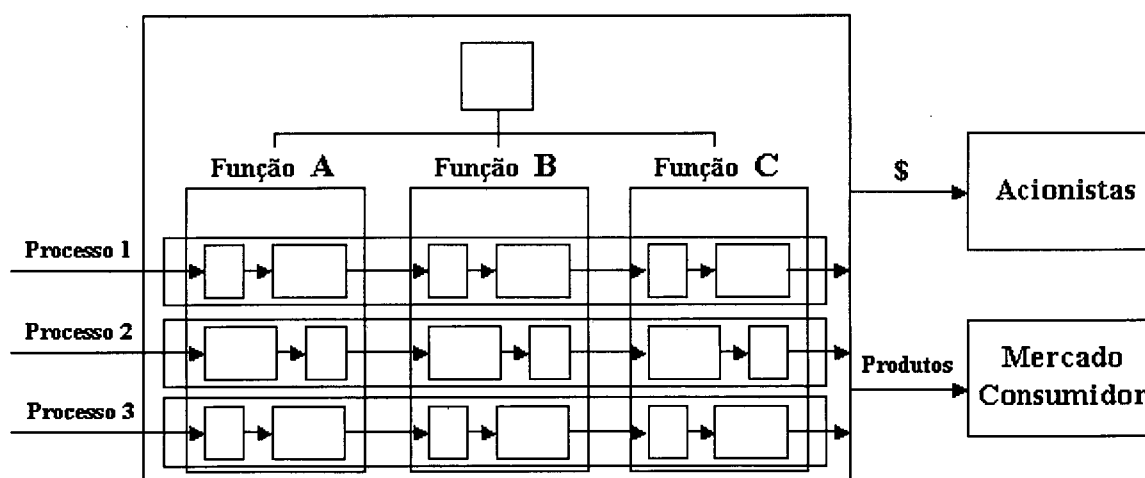 Função A
Função B
Função C
$
Acionistas
Processo 1
Processo 2
Produtos
Mercado
Consumidor
Processo 3